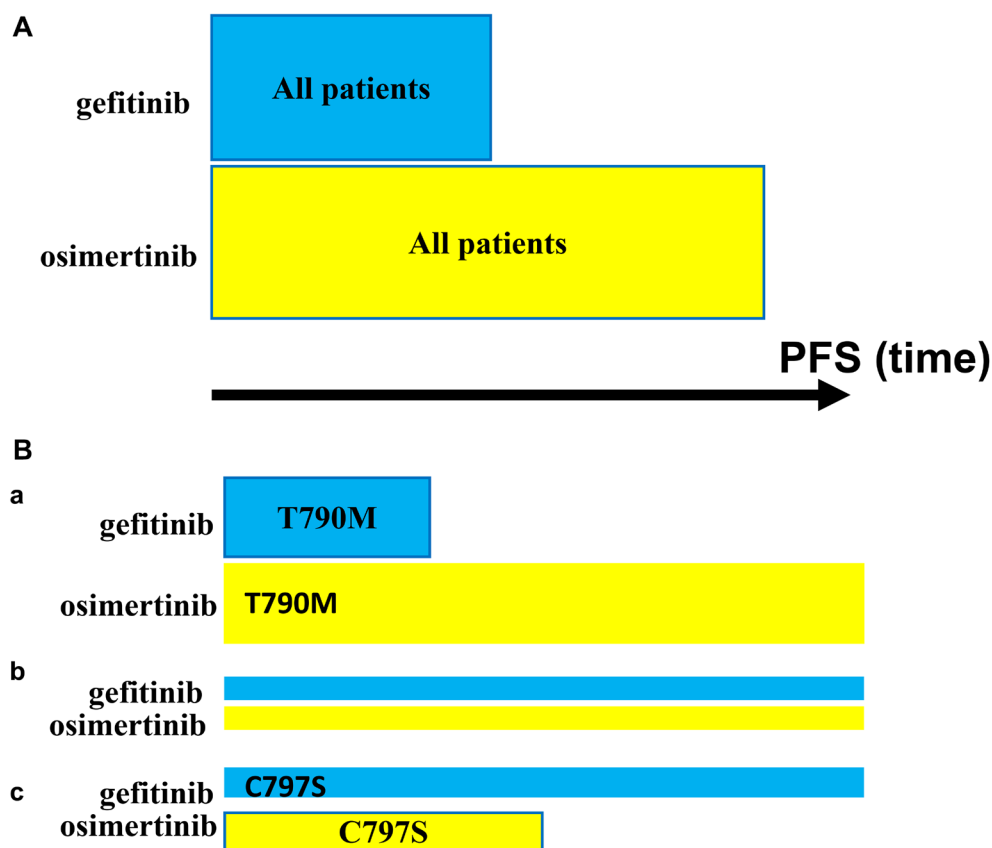 A
gefitinib
All patients
osimertinib
All patients
PFS (time)
B
a
gefitinib
T790M
osimertinib
T790M
b
gefitinib
osimertinib
c
gefitinib
C797S
osimertinib
C797S